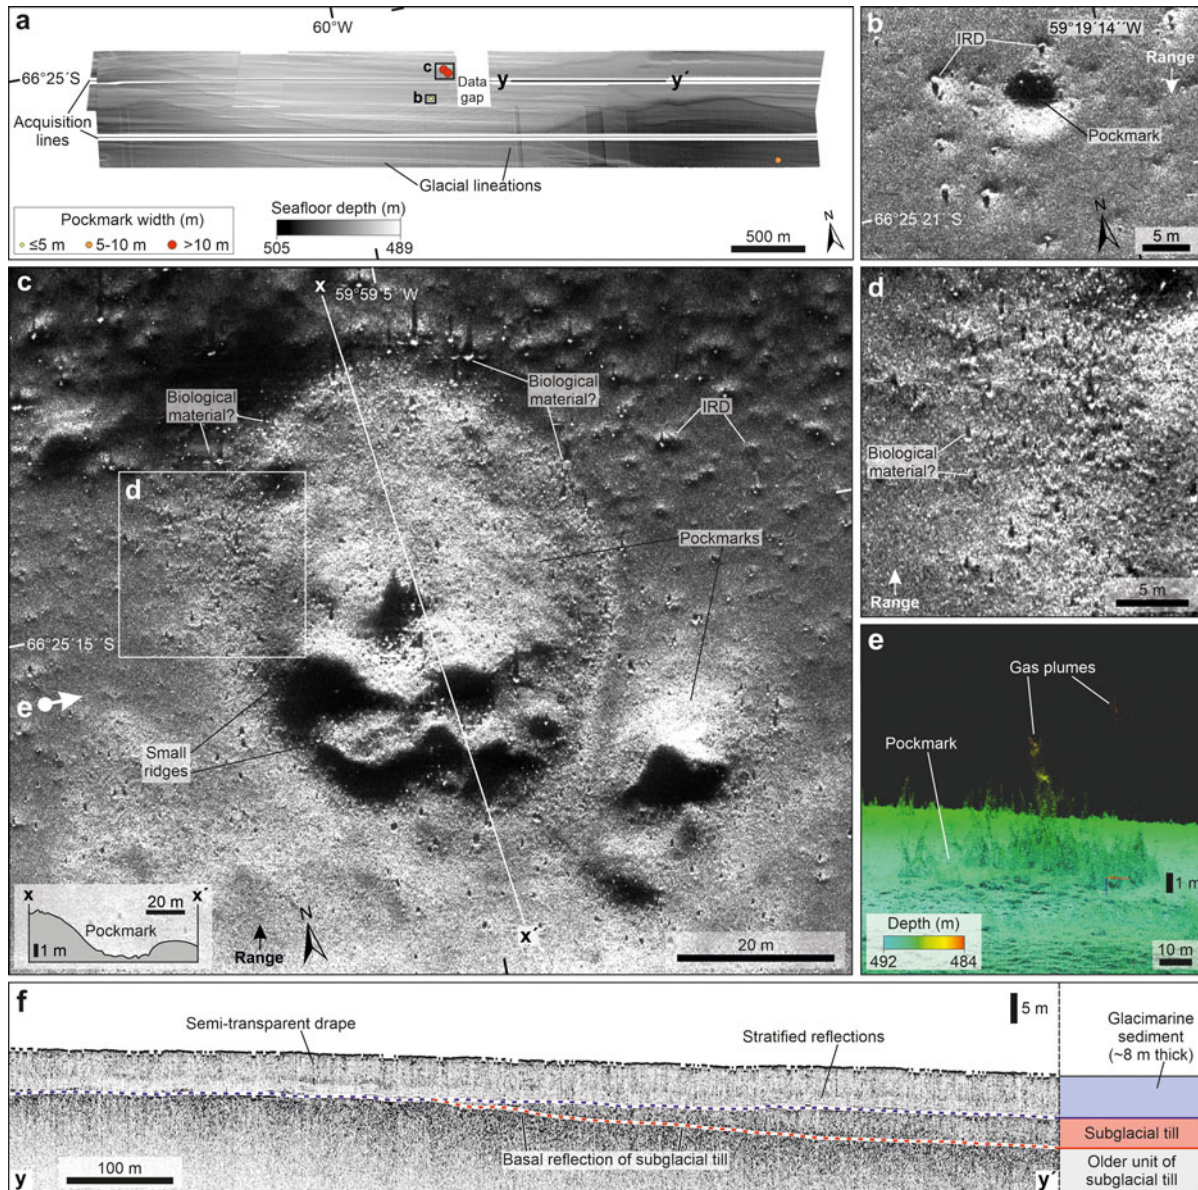 a
60°W
66°25´S
c
b
Data
gap
y
y´
Acquisition
lines
Glacial lineations
Pockmark width (m)
≤5 m
5-10 m
>10 m
Seafloor depth (m)
505
489
500 m
N
b
59°19´14´´W
IRD
Range
Pockmark
66°25´21´´S
N
5 m
c
x
59°59´5´´W
Biological
material?
Biological
material?
IRD
d
Pockmarks
66°25´15´´S
e
Small
ridges
x
x´
20 m
Pockmark
1 m
Range
N
x´
20 m
d
Biological
material?
Range
5 m
e
Gas plumes
Pockmark
1 m
Depth (m)
492
484
10 m
f
Semi-transparent drape
Stratified reflections
5 m
Glacimarine
sediment
(~8 m thick)
Subglacial till
Basal reflection of subglacial till
Older unit of
subglacial till
y
100 m
y´